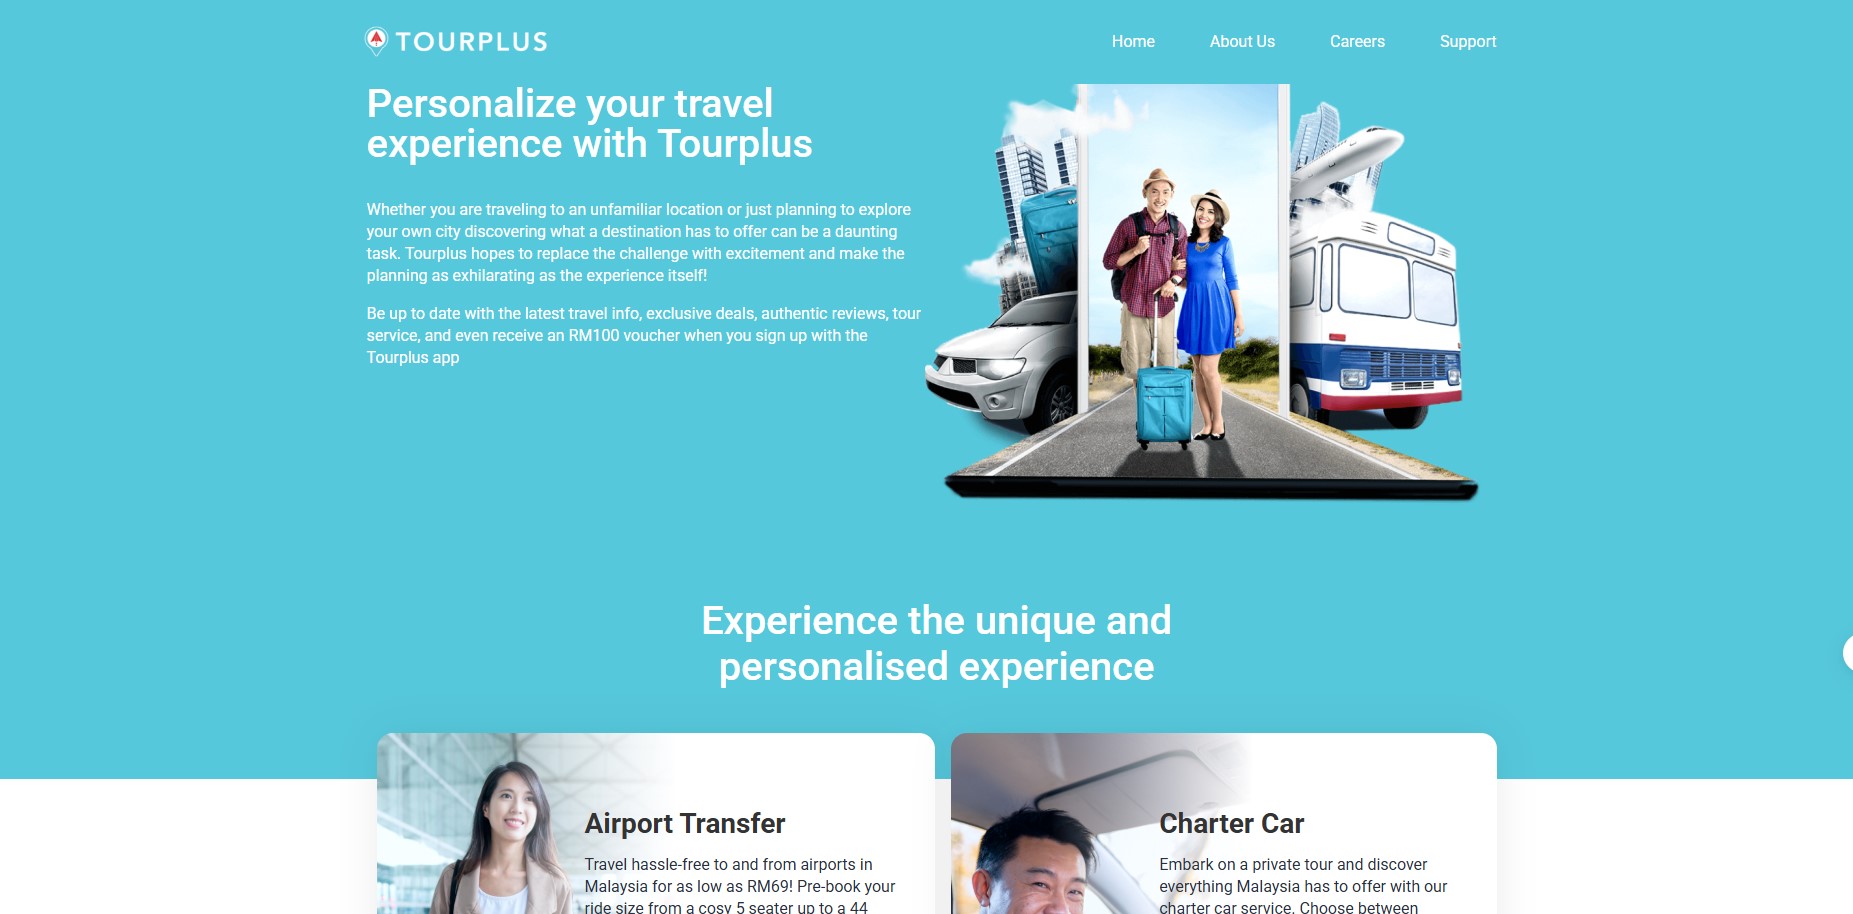 TOURPLUS
Home
About Us
Careers
Support
Personalize your travel
experience with Tourplus
Whether you are traveling to an unfamiliar location or just planning to explore
your own city discovering what a destination has to offer can be a daunting
task. Tourplus hopes to replace the challenge with excitement and make the
planning as exhilarating as the experience itself!
Be up to date with the latest travel info, exclusive deals, authentic reviews, tour
service, and even receive an RM100 voucher when you sign up with the
Tourplus app
Experience the unique and
personalised experience
Airport Transfer
Travel hassle-free to and from airports in
Malaysia for as low as RM69! Pre-book your
ride size from a cosy 5 seater up to a 44
Charter Car
Embark on a private tour and discover
everything Malaysia has to offer with our
charter car service. Choose between